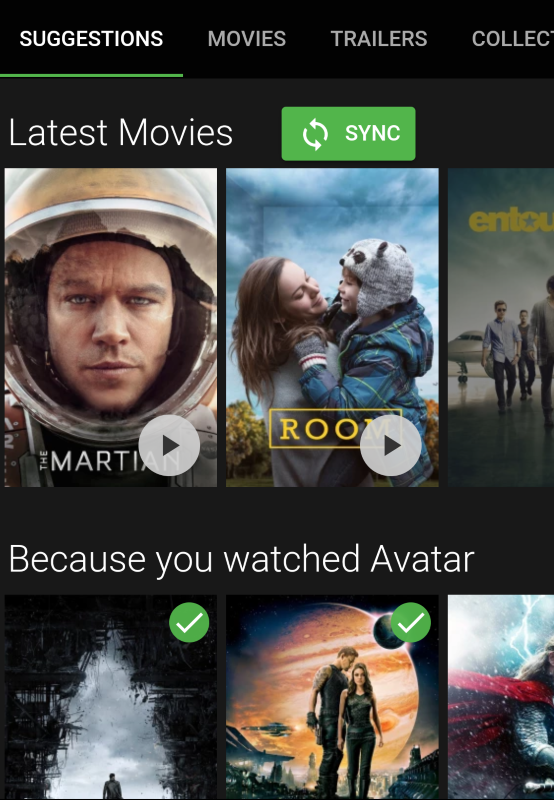 SUGGESTIONS MOVIES TRAILERS COLLECT
Latest Movies
SYNC
THE MARTIAN
ROOM
entou
Because you watched Avatar